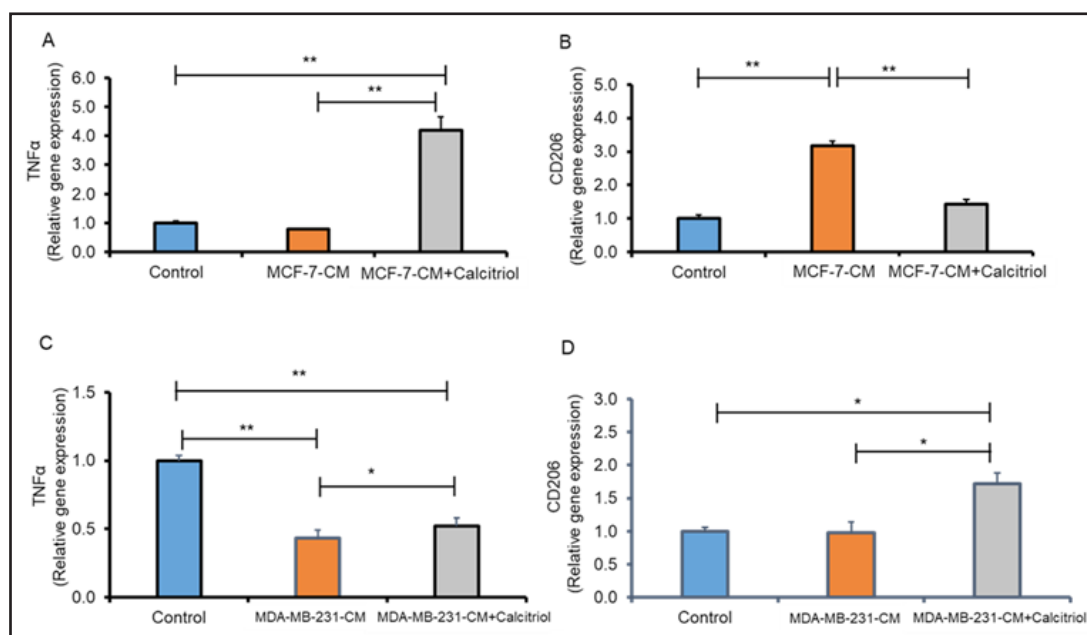 A
TNFα
(Relative gene expression)
6.0
5.0
4.0
3.0
2.0
1.0
0.0
**
**
Control
MCF-7-CM
MCF-7-CM+Calcitriol
B
CD206
(Relative gene expression)
5.0
4.0
3.0
2.0
1.0
0.0
**
**
Control
MCF-7-CM
MCF-7-CM+Calcitriol
C
TNFα
(Relative gene expression)
1.5
1.0
0.5
0.0
**
**
*
Control
MDA-MB-231-CM
MDA-MB-231-CM+Calcitriol
D
CD206
(Relative gene expression)
3.0
2.5
2.0
1.5
1.0
0.5
0.0
*
*
Control
MDA-MB-231-CM
MDA-MB-231-CM+Calcitriol